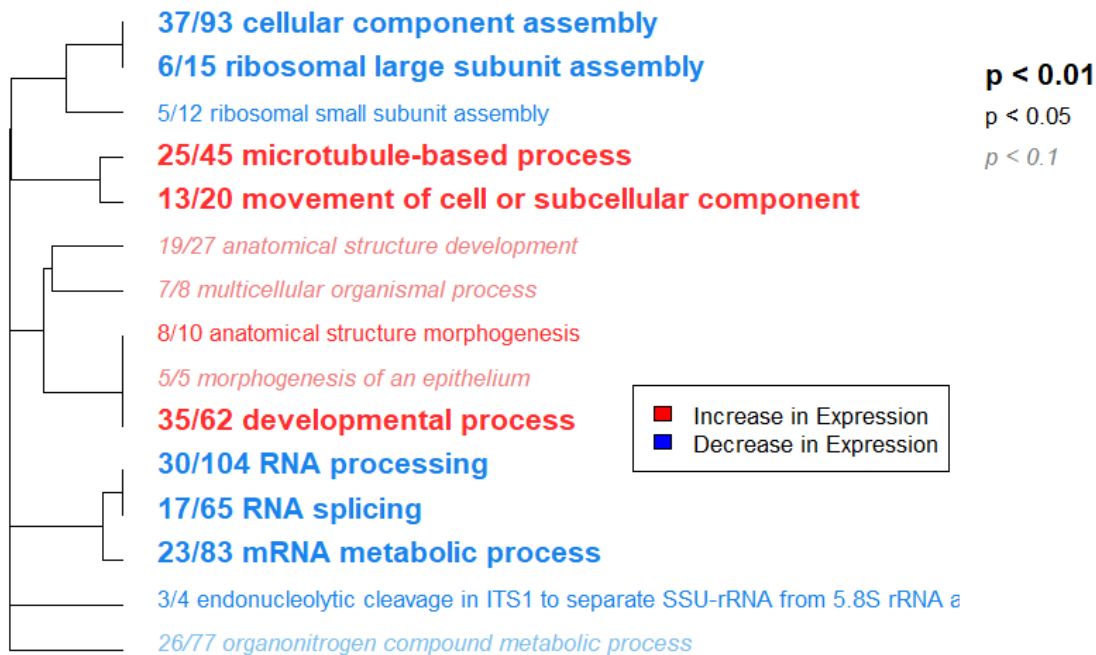 37/93 cellular component assembly
6/15 ribosomal large subunit assembly
5/12 ribosomal small subunit assembly
25/45 microtubule-based process
13/20 movement of cell or subcellular component
19/27 anatomical structure development
7/8 multicellular organismal process
8/10 anatomical structure morphogenesis
5/5 morphogenesis of an epithelium
35/62 developmental process
30/104 RNA processing
17/65 RNA splicing
23/83 mRNA metabolic process
3/4 endonucleolytic cleavage in ITS1 to separate SSU-rRNA from 5.8S rRNA a
26/77 organonitrogen compound metabolic process
p < 0.01
p < 0.05
p < 0.1
Increase in Expression
Decrease in Expression